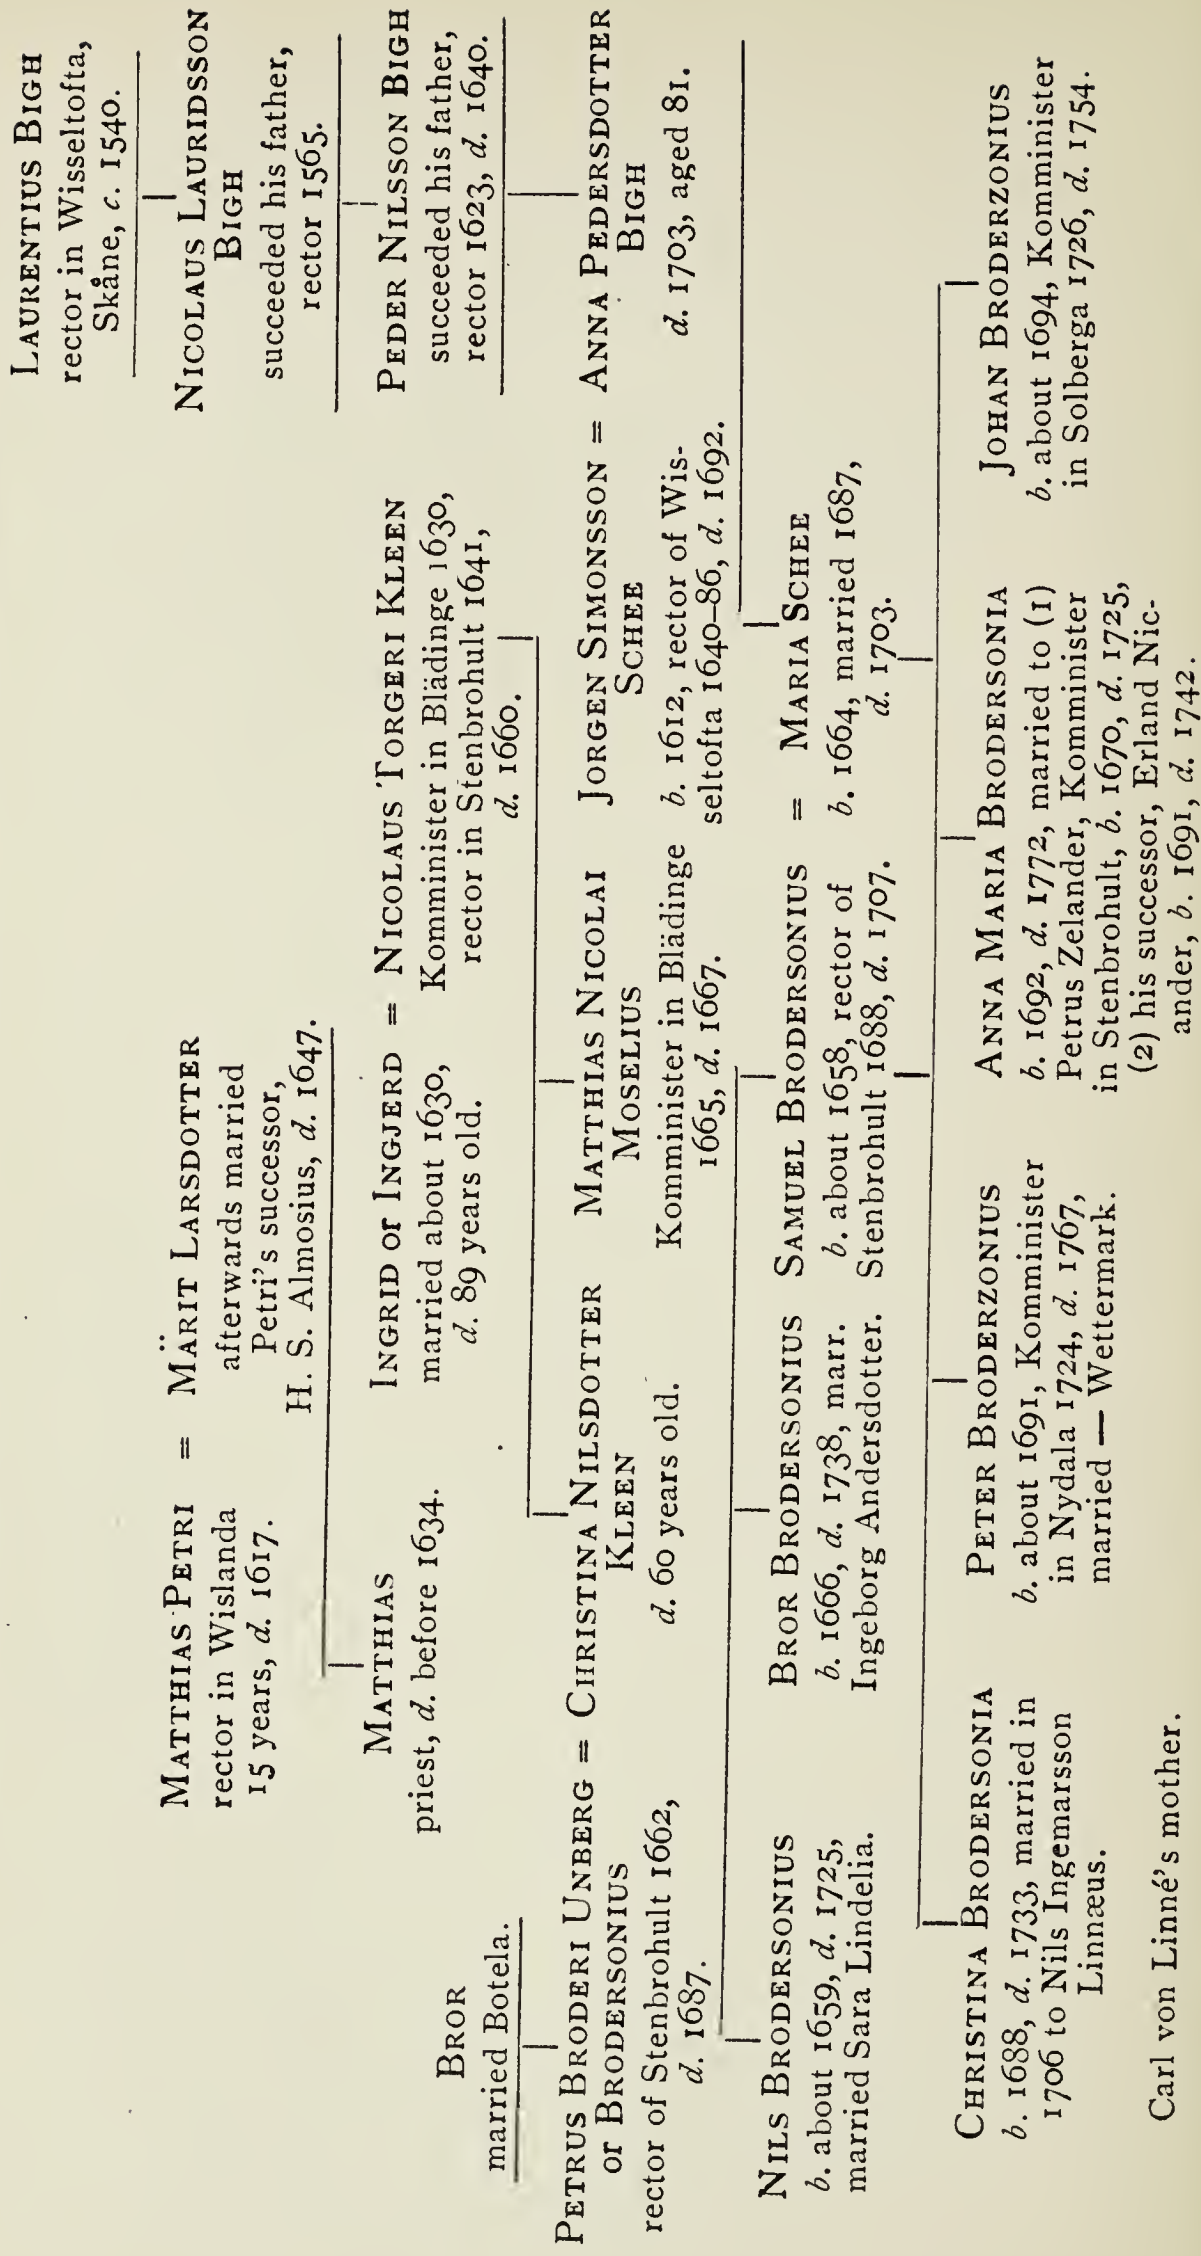 LAURENTIUS BIGH
rector in Wisseltofta,
Skåne, c. 1540.
NICOLAUS LAURIDSSON
BIGH
succeeded his father,
rector 1565.
MATTHIAS PETRI = MÄRIT LARSDOTTER
rector in Wislanda
15 years, d. 1617.
afterwards married
Petri's successor,
H. S. Almosius, d. 1647.
MATTHIAS
priest, d. before 1634.
INGRID or INGJERD = NICOLAUS TORGERI KLEEN
married about 1630,
d. 89 years old.
Komminister in Blädinge 1630,
rector in Stenbrohult 1641,
d. 1660.
PEDER NILSSON BIGH
succeeded his father,
rector 1623, d. 1640.
BROR
married Botela.
PETRUS BRODERI UNBERG = CHRISTINA NILSDOTTER
or BRODERSONIUS
rector of Stenbrohult 1662,
d. 1687.
KLEEN
d. 60 years old.
MATTHIAS NICOLAI
MOSELIUS
Komminister in Blädinge
1665, d. 1667.
JORGEN SIMONSSON = ANNA PEDERSDOTTER
SCHEE
b. 1612, rector of Wis-
seltofta 1640–86, d. 1692.
BIGH
d. 1703, aged 81.
NILS BRODERSONIUS
b. about 1659, d. 1725,
married Sara Lindelia.
BROR BRODERSONIUS
b. 1666, d. 1738, marr.
Ingeborg Andersdotter.
SAMUEL BRODERSONIUS = MARIA SCHEE
b. about 1658, rector of
Stenbrohult 1688, d. 1707.
b. 1664, married 1687,
d. 1703.
CHRISTINA BRODERSONIA
b. 1688, d. 1733, married in
1706 to Nils Ingemarsson
Linnæus.
PETER BRODERZONIUS
b. about 1691, Komminister
in Nydala 1724, d. 1767,
married — Wettermark.
ANNA MARIA BRODERSONIA
b. 1692, d. 1772, married to (1)
Petrus Zelander, Komminister
in Stenbrohult, b. 1670, d. 1725,
(2) his successor, Erland Nic-
ander, b. 1691, d. 1742.
JOHAN BRODERZONIUS
b. about 1694, Komminister
in Solberga 1726, d. 1754.
Carl von Linné's mother.